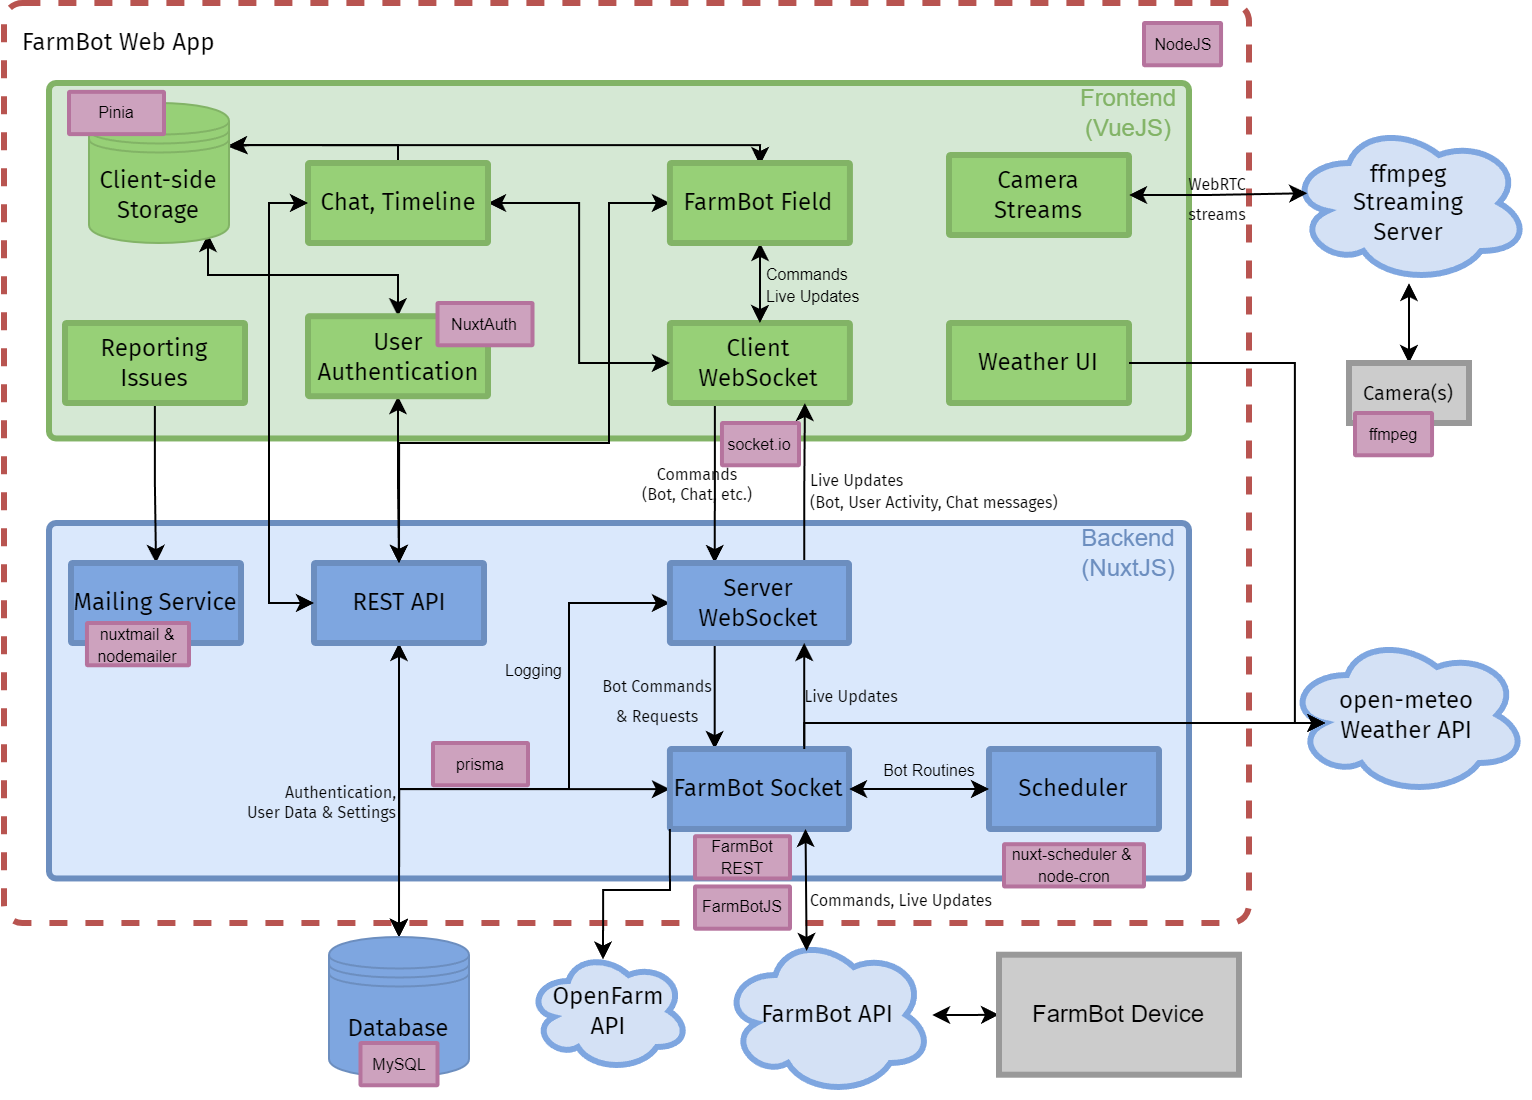 FarmBot Web App
NodeJS
Frontend
(VueJS)
Pinia
Client-side
Storage
Chat, Timeline
FarmBot Field
Camera
Streams
WebRTC
streams
ffmpeg
Streaming
Server
Commands
Live Updates
NuxtAuth
Reporting
Issues
User
Authentication
Client
WebSocket
Weather UI
Camera(s)
ffmpeg
socket.io
Commands
(Bot, Chat, etc.)
Live Updates
(Bot, User Activity, Chat messages)
Backend
(NuxtJS)
Mailing Service
nuxtmail &
nodemailer
REST API
Server
WebSocket
Logging
Bot Commands
& Requests
Live Updates
open-meteo
Weather API
prisma
Authentication,
User Data & Settings
FarmBot Socket
Bot Routines
Scheduler
FarmBot
REST
nuxt-scheduler &
node-cron
FarmBotJS
Commands, Live Updates
Database
MySQL
OpenFarm
API
FarmBot API
FarmBot Device